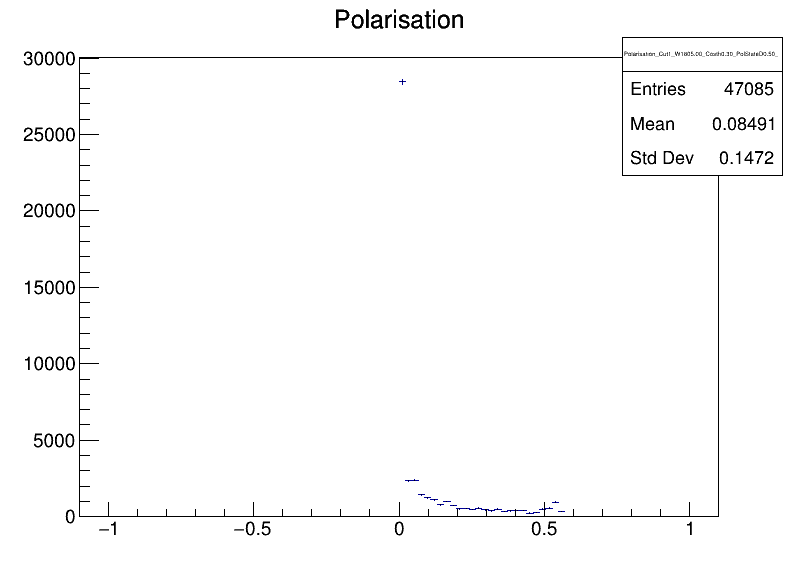 Polarisation
Polarisation_Cut1_W1805.00_Costh0.30_PolStateD0.50_
Entries 47085
Mean 0.08491
Std Dev 0.1472
30000
25000
20000
15000
10000
5000
0
−1 −0.5 0 0.5 1